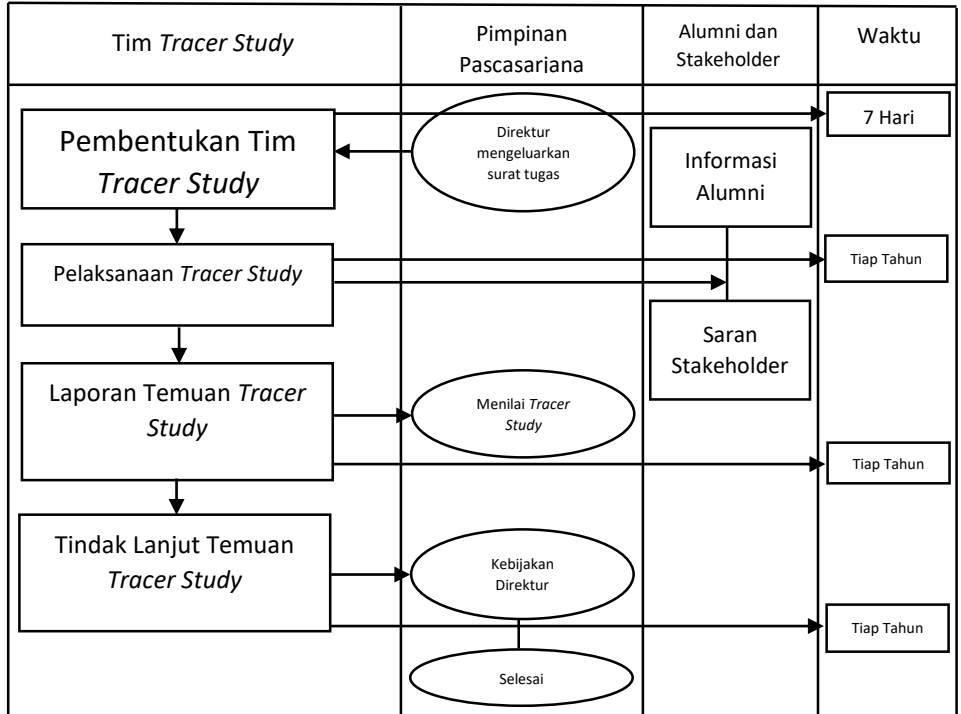 Tim Tracer Study
Pimpinan
Pascasarjana
Alumni dan
Stakeholder
Waktu
Pembentukan Tim
Tracer Study
Direktur
mengeluarkan
surat tugas
Informasi
Alumni
7 Hari
Pelaksanaan Tracer Study
Tiap Tahun
Saran
Stakeholder
Laporan Temuan Tracer
Study
Menilai Tracer
Study
Tiap Tahun
Tindak Lanjut Temuan
Tracer Study
Kebijakan
Direktur
Tiap Tahun
Selesai